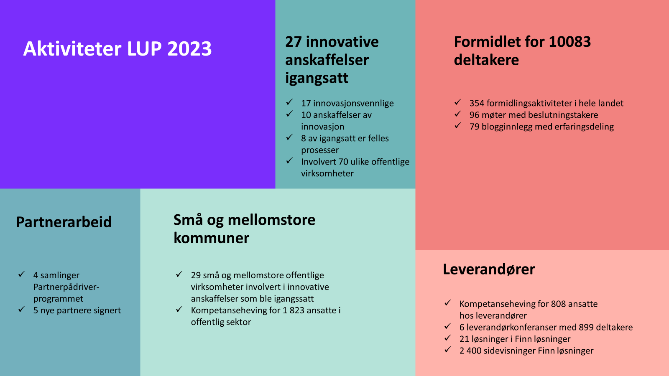 Aktiviteter LUP 2023
27 innovative
anskaffelser
igangsatt
✓ 17 innovasjonsvennlige
✓ 10 anskaffelser av
innovasjon
✓ 8 av igangsatt er felles
prosesser
✓ Involvert 70 ulike offentlige
virksomheter
Formidlet for 10083
deltakere
✓ 354 formidlingsaktiviteter i hele landet
✓ 96 møter med beslutningstakere
✓ 79 blogginnlegg med erfaringsdeling
Partnerarbeid
✓ 4 samlinger
Partnerpådriver-
programmet
✓ 5 nye partnere signert
Små og mellomstore
kommuner
✓ 29 små og mellomstore offentlige
virksomheter involvert i innovative
anskaffelser som ble igangssatt
✓ Kompetanseheving for 1 823 ansatte i
offentlig sektor
Leverandører
✓ Kompetanseheving for 808 ansatte
hos leverandører
✓ 6 leverandørkonferanser med 899 deltakere
✓ 21 løsninger i Finn løsninger
✓ 2 400 sidevisninger Finn løsninger